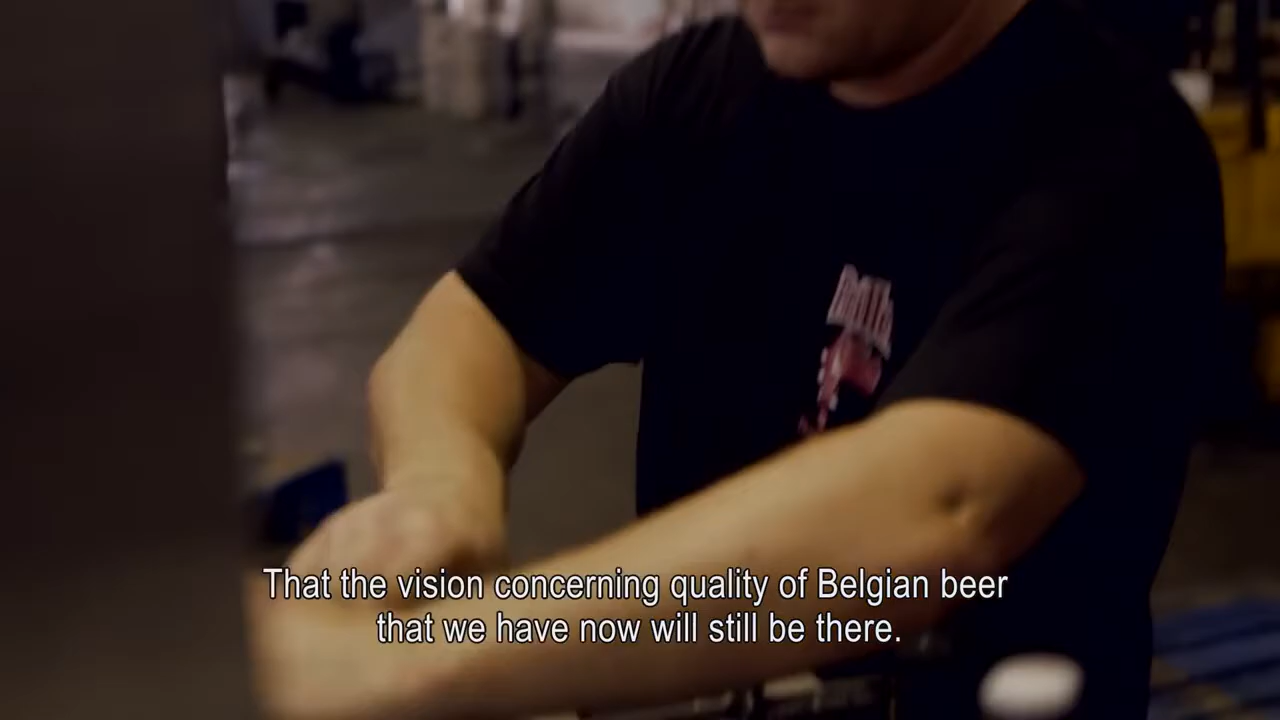 That the vision concerning quality of Belgian beer
that we have now will still be there.